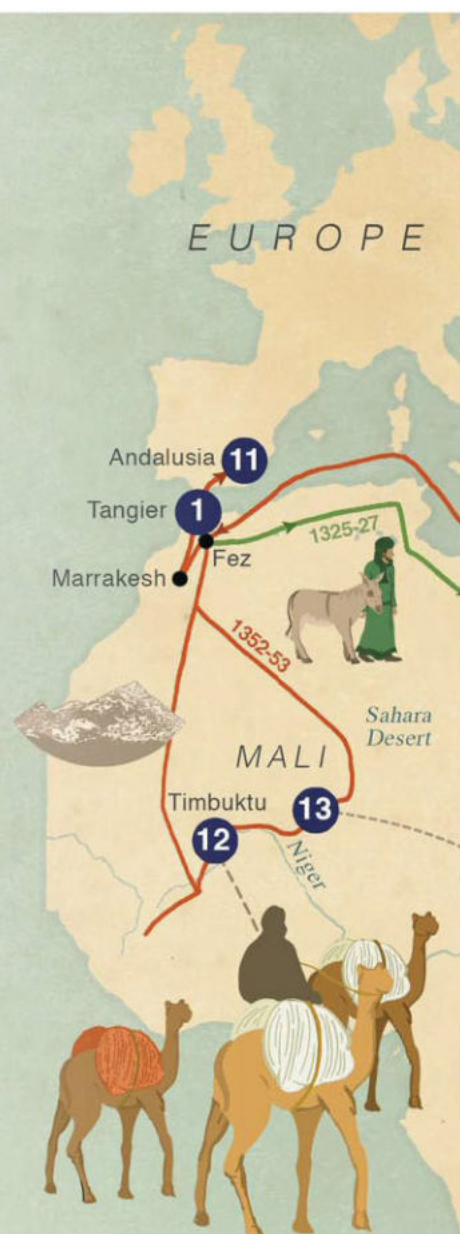 EUROPE
Andalusia 11
Tangier 1
1325-27
Fez
Marrakesh
1352-53
Sahara
Desert
MALI
Timbuktu
13
12
Niger